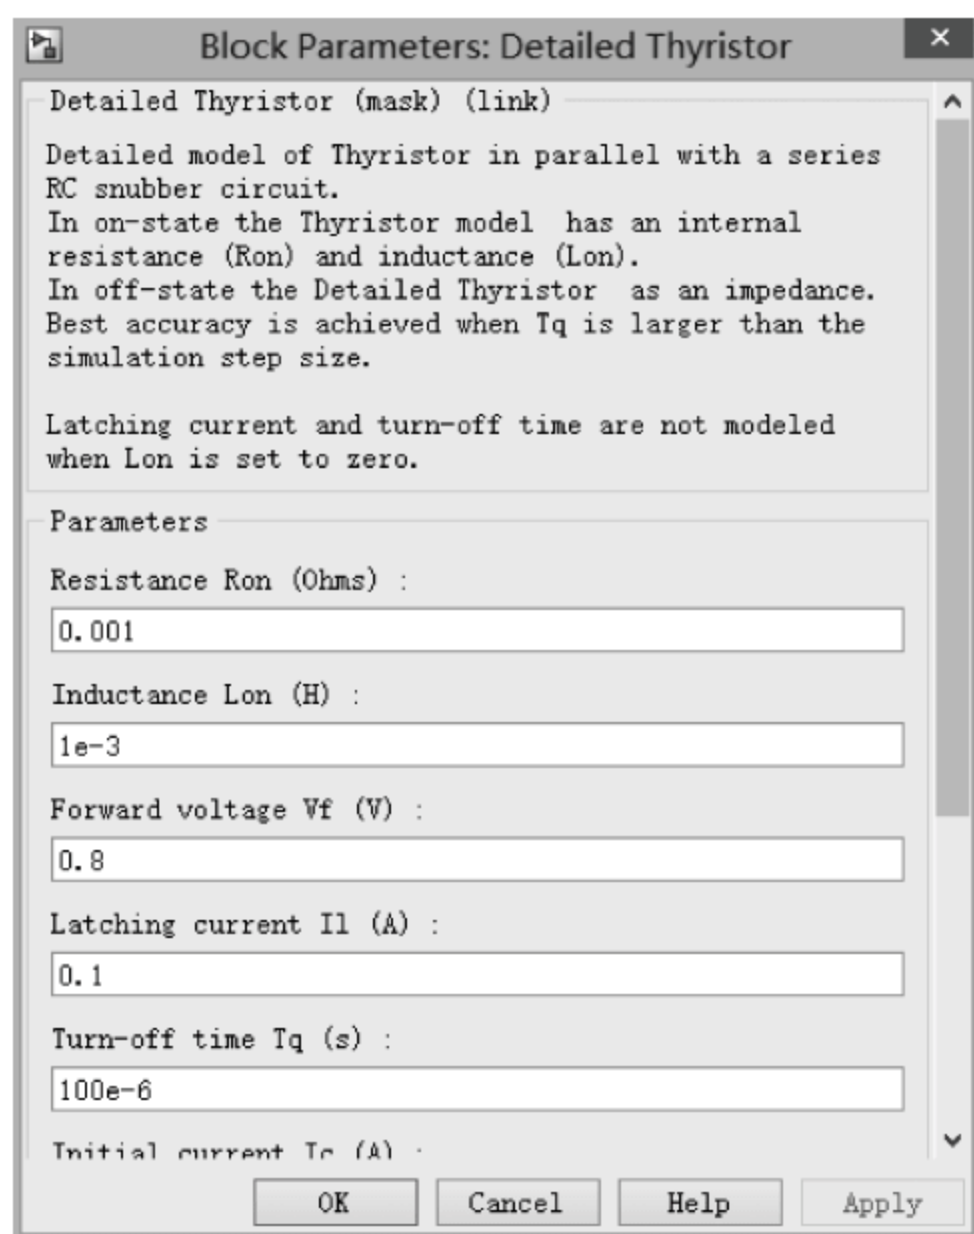 Block Parameters: Detailed Thyristor
Detailed Thyristor (mask) (link)
Detailed model of Thyristor in parallel with a series
RC snubber circuit.
In on-state the Thyristor model has an internal
resistance (Ron) and inductance (Lon).
In off-state the Detailed Thyristor as an impedance.
Best accuracy is achieved when Tq is larger than the
simulation step size.
Latching current and turn-off time are not modeled
when Lon is set to zero.
Parameters
Resistance Ron (Ohms) :
0.001
Inductance Lon (H) :
1e-3
Forward voltage Vf (V) :
0.8
Latching current Il (A) :
0.1
Turn-off time Tq (s) :
100e-6
Initial current Ic (A) :
OK Cancel Help Apply